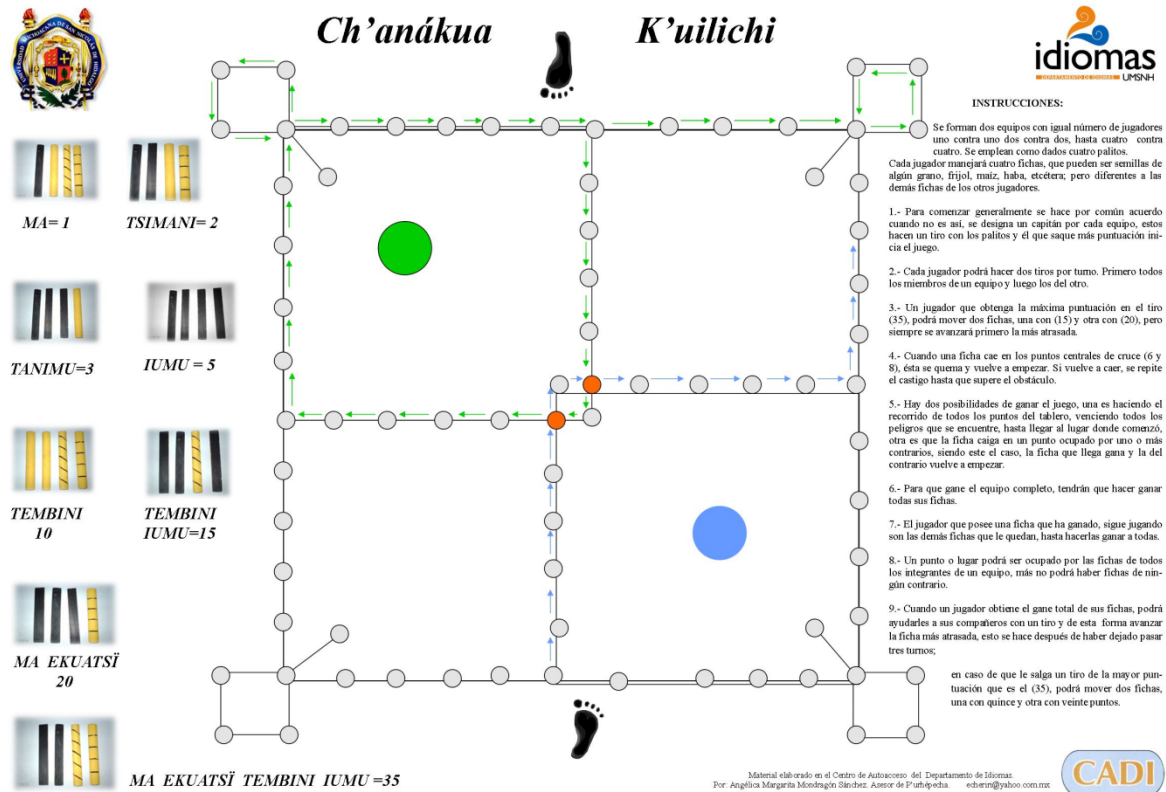 Ch’anákua K’uilichi
UNIVERSIDAD MICHOACANA DE SAN NICOLÁS DE HIDALGO
idiomas
DEPARTAMENTO DE IDIOMAS
UMSNH
MA= 1
TSIMANI= 2
TANIMU=3
IUMU = 5
TEMBINI
10
TEMBINI
IUMU=15
MA EKUATSÏ
20
MA EKUATSÏ TEMBINI IUMU =35
INSTRUCCIONES:
Se forman dos equipos con igual número de jugadores
uno contra uno dos contra dos, hasta cuatro contra
cuatro. Se emplean como dados cuatro palitos.
Cada jugador manejará cuatro fichas, que pueden ser semillas de
algún grano, frijol, maíz, haba, etcétera; pero diferentes a las
demás fichas de los otros jugadores.
1.- Para comenzar generalmente se hace por común acuerdo
cuando no es así, se designa un capitán por cada equipo, estos
hacen un tiro con los palitos y él que saque más puntuación ini-
cia el juego.
2.- Cada jugador podrá hacer dos tiros por turno. Primero todos
los miembros de un equipo y luego los del otro.
3.- Un jugador que obtenga la máxima puntuación en el tiro
(35), podrá mover dos fichas, una con (15) y otra con (20), pero
siempre se avanzará primero la más atrasada.
4.- Cuando una ficha cae en los puntos centrales de cruce (6 y
8), ésta se quema y vuelve a empezar. Si vuelve a caer, se repite
el castigo hasta que supere el obstáculo.
5.- Hay dos posibilidades de ganar el juego, una es haciendo el
recorrido de todos los puntos del tablero, venciendo todos los
peligros que se encuentre, hasta llegar al lugar donde comenzó,
otra es que la ficha caiga en un punto ocupado por uno o más
contrarios, siendo este el caso, la ficha que llega gana y la del
contrario vuelve a empezar.
6.- Para que gane el equipo completo, tendrán que hacer ganar
todas sus fichas.
7.- El jugador que posee una ficha que ha ganado, sigue jugando
son las demás fichas que le quedan, hasta hacerlas ganar a todas.
8.- Un punto o lugar podrá ser ocupado por las fichas de todos
los integrantes de un equipo, más no podrá haber fichas de nin-
gún contrario.
9.- Cuando un jugador obtiene el gane total de sus fichas, podrá
ayudarles a sus compañeros con un tiro y de esta forma avanzar
la ficha más atrasada, esto se hace después de haber dejado pasar
tres turnos;
en caso de que le salga un tiro de la mayor pun-
tuación que es el (35), podrá mover dos fichas,
una con quince y otra con veinte puntos.
Material elaborado en el Centro de Autoacceso del Departamento de Idiomas.
Por: Angélica Margarita Mondragón Sánchez. Asesor de P’urhépecha. echerin@yahoo.com.mx
CADI